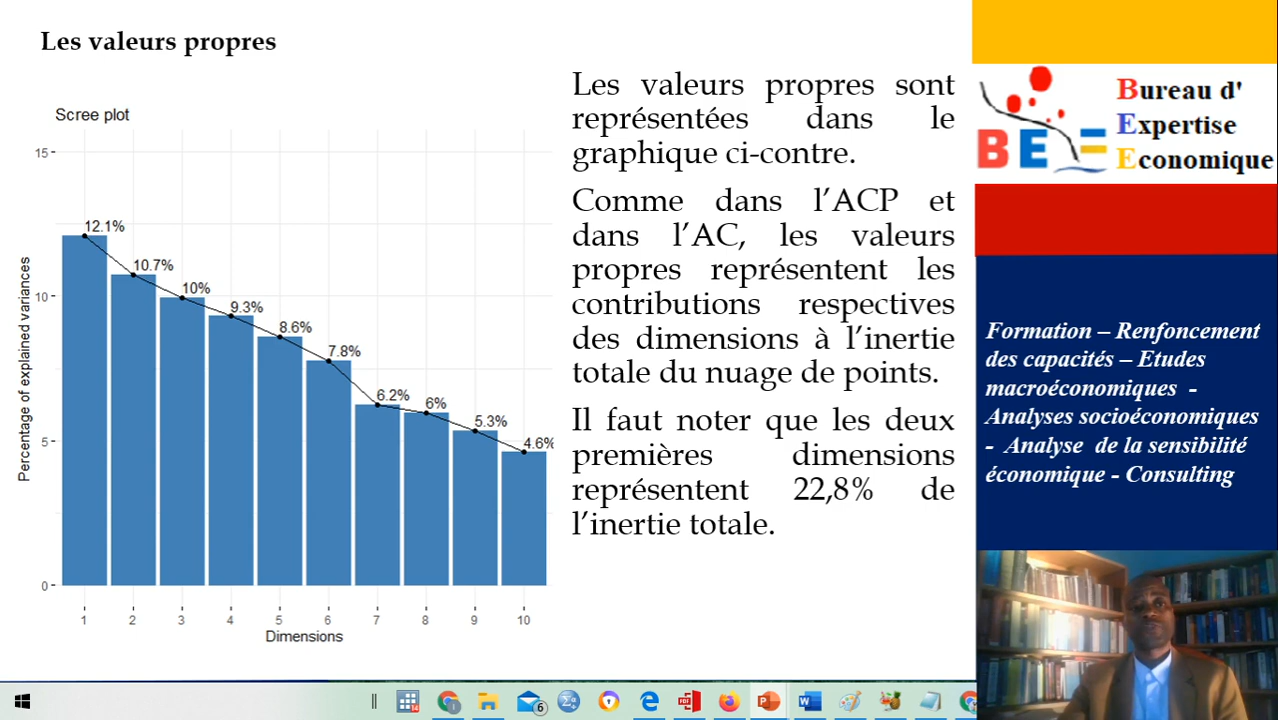 Les valeurs propres
Scree plot
Percentage of explained variances
15
10
5
0
12.1%
10.7%
10%
9.3%
8.6%
7.8%
6.2%
6%
5.3%
4.6%
1 2 3 4 5 6 7 8 9 10
Dimensions
Les valeurs propres sont
représentées dans le
graphique ci-contre.
Comme dans l’ACP et
dans l’AC, les valeurs
propres représentent les
contributions respectives
des dimensions à l’inertie
totale du nuage de points.
Il faut noter que les deux
premières dimensions
représentent 22,8% de
l’inertie totale.
BE
Bureau d'
Expertise
Economique
Formation – Renfoncement
des capacités – Etudes
macroéconomiques -
Analyses socioéconomiques
- Analyse de la sensibilité
économique - Consulting
6